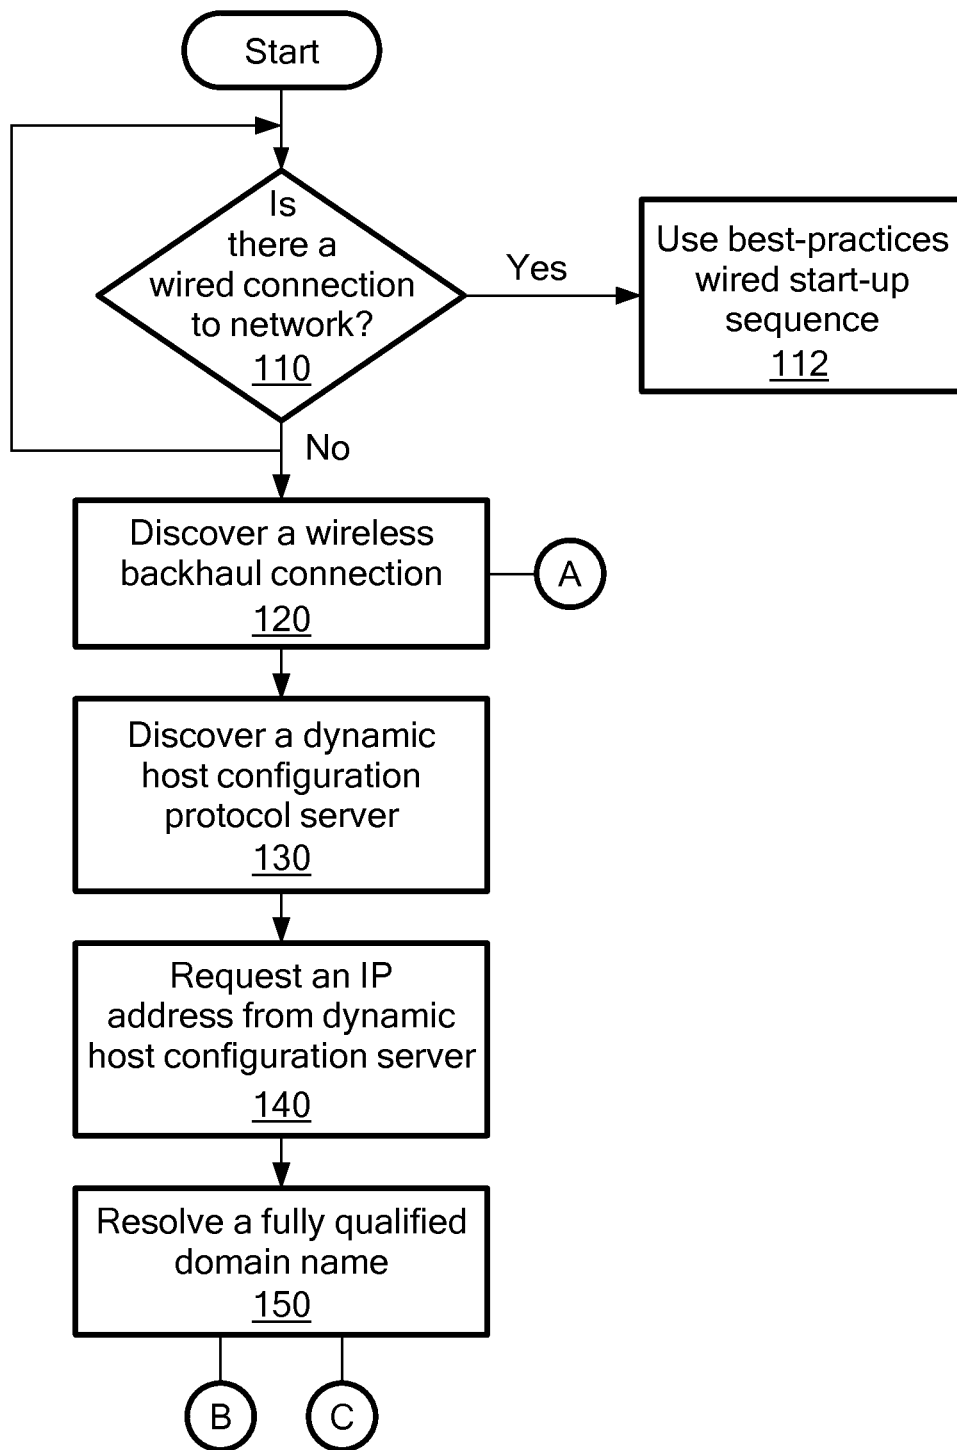 Start
Is
there a
wired connection
to network?
110
Yes
Use best-practices
wired start-up
sequence
112
No
Discover a wireless
backhaul connection
120
A
Discover a dynamic
host configuration
protocol server
130
Request an IP
address from dynamic
host configuration server
140
Resolve a fully qualified
domain name
150
B
C